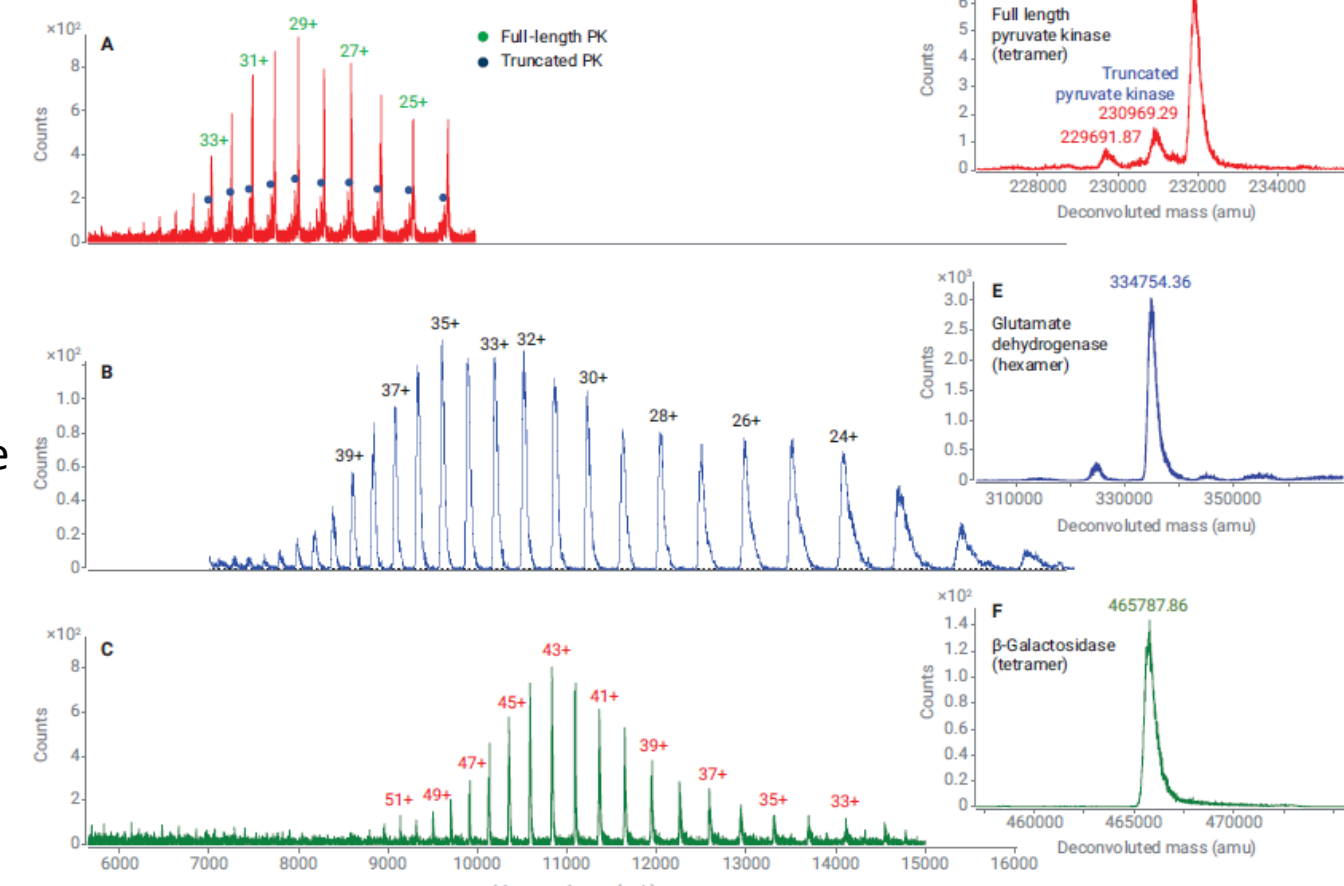 ×10²
A
8
6
4
2
0
Counts
33+
31+
29+
27+
25+
Full-length PK
Truncated PK
6
5
4
3
2
1
0
Counts
Full length
pyruvate kinase
(tetramer)
Truncated
pyruvate kinase
230969.29
229691.87
228000 230000 232000 234000
Deconvoluted mass (amu)
e
×10²
B
1.0
0.8
0.6
0.4
0.2
0
Counts
39+
37+
35+
33+
32+
30+
28+
26+
24+
×10³
E
3.0
2.5
2.0
1.5
1.0
0.5
0
Counts
334754.36
Glutamate
dehydrogenase
(hexamer)
310000 330000 350000
Deconvoluted mass (amu)
×10²
C
8
6
4
2
0
Counts
51+
49+
47+
45+
43+
41+
39+
37+
35+
33+
6000 7000 8000 9000 10000 11000 12000 13000 14000 15000 16000
×10²
F
1.4
1.2
1.0
0.8
0.6
0.4
0.2
0
Counts
465787.86
β-Galactosidase
(tetramer)
460000 465000 470000
Deconvoluted mass (amu)